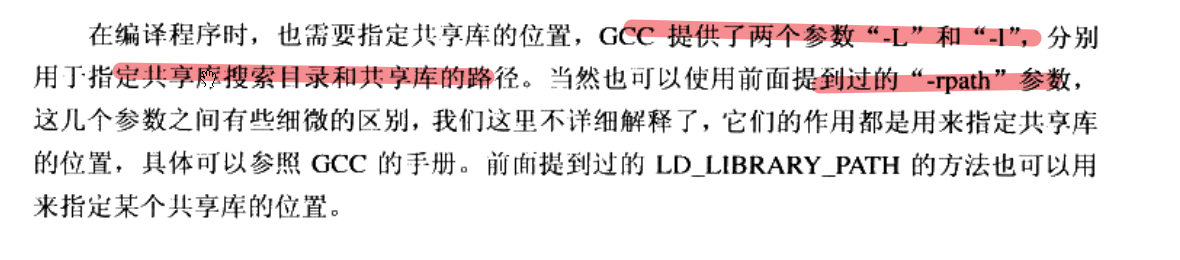 在编译程序时，也需要指定共享库的位置，GCC 提供了两个参数“-L”和“-l”，分别
用于指定共享库搜索目录和共享库的路径。当然也可以使用前面提到过的“-rpath”参数，
这几个参数之间有些细微的区别，我们这里不详细解释了，它们的作用都是用来指定共享库
的位置，具体可以参照 GCC 的手册。前面提到过的 LD_LIBRARY_PATH 的方法也可以用
来指定某个共享库的位置。